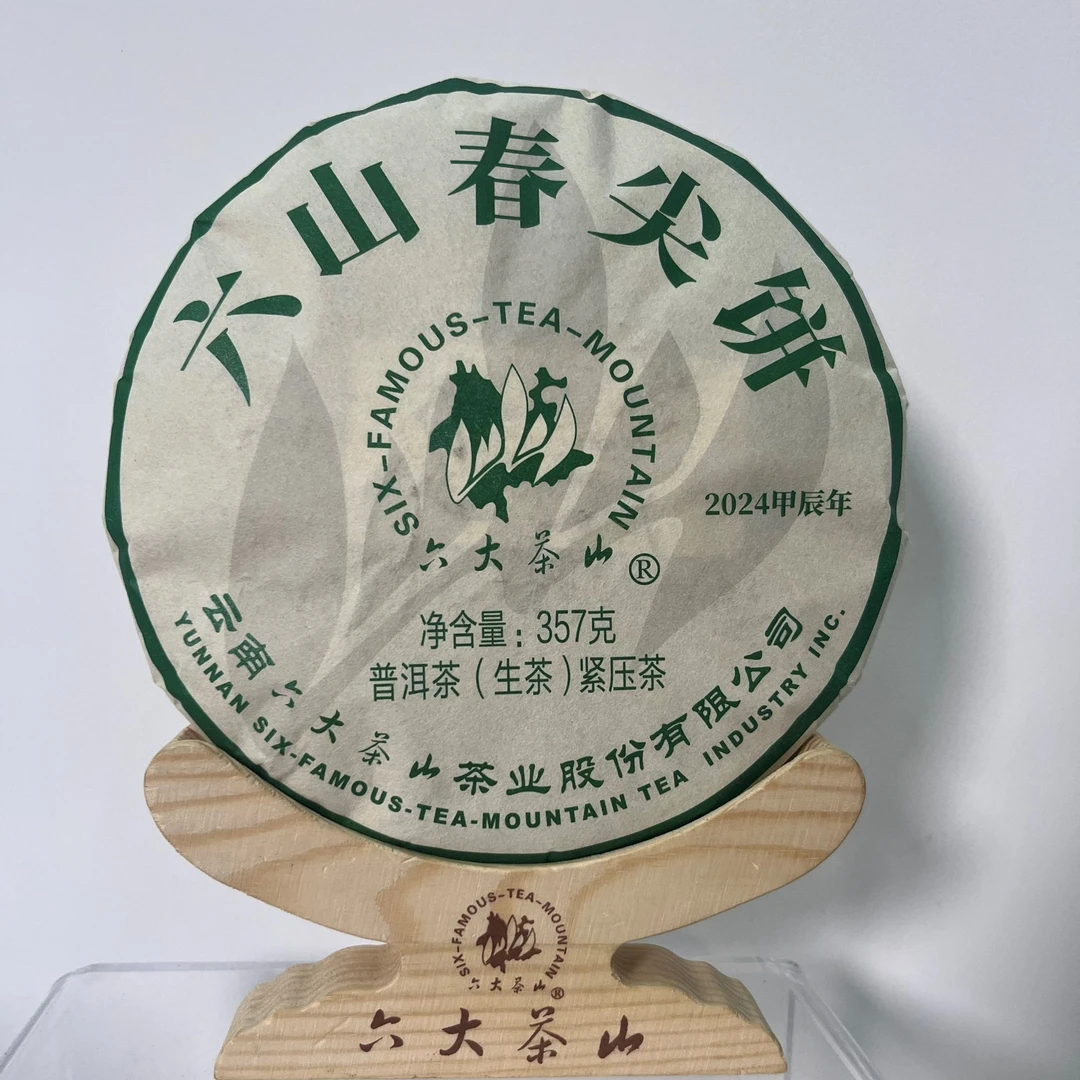 六山春尖饼
SIX-FAMOUS-TEA-MOUNTAIN
六大茶山®
2024甲辰年
净含量：357克
普洱茶（生茶）紧压茶
云南六大茶山茶业股份有限公司
YUNNAN SIX-FAMOUS-TEA-MOUNTAIN TEA INDUSTRY INC.
SIX-FAMOUS-TEA-MOUNTAIN
六大茶山®
六大茶山